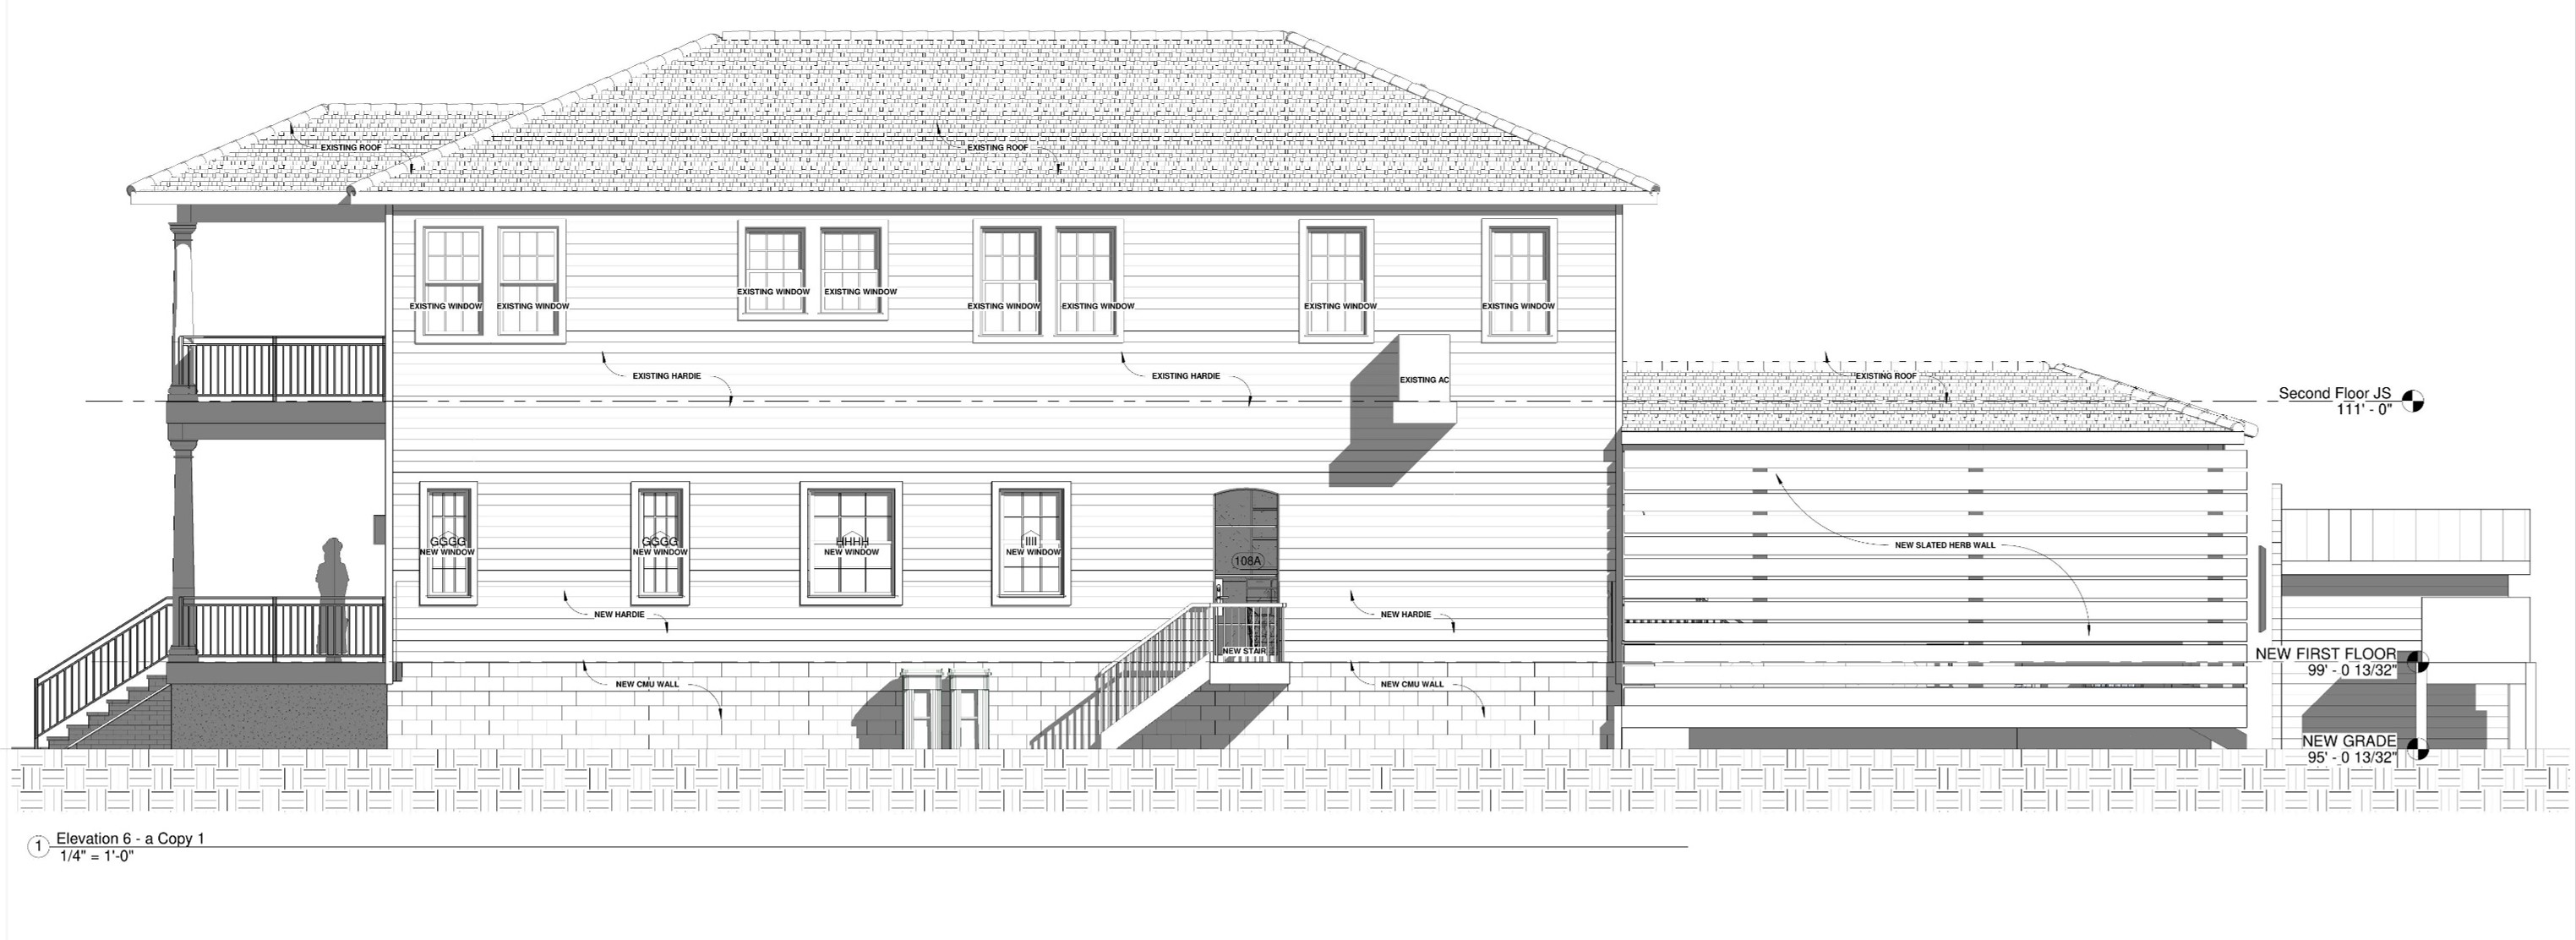 EXISTING ROOF
EXISTING ROOF
EXISTING WINDOW
EXISTING WINDOW
EXISTING WINDOW
EXISTING WINDOW
EXISTING WINDOW
EXISTING WINDOW
EXISTING WINDOW
EXISTING WINDOW
EXISTING HARDIE
EXISTING HARDIE
EXISTING AC
EXISTING ROOF
Second Floor JS
111' - 0"
GGGG
NEW WINDOW
GGGG
NEW WINDOW
HHHH
NEW WINDOW
IIII
NEW WINDOW
108A
NEW SLATED HERB WALL
NEW HARDIE
NEW HARDIE
NEW STAIR
NEW CMU WALL
NEW CMU WALL
NEW FIRST FLOOR
99' - 0 13/32"
NEW GRADE
95' - 0 13/32"
1
Elevation 6 - a Copy 1
1/4" = 1'-0"